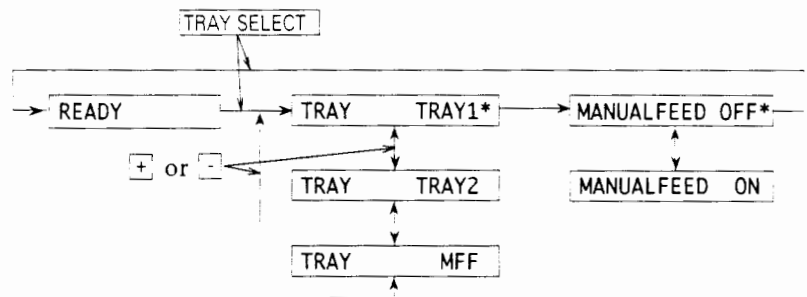 TRAY SELECT
READY TRAY TRAY1* MANUALFEED OFF*
+ or -
TRAY TRAY2 MANUALFEED ON
TRAY MFF